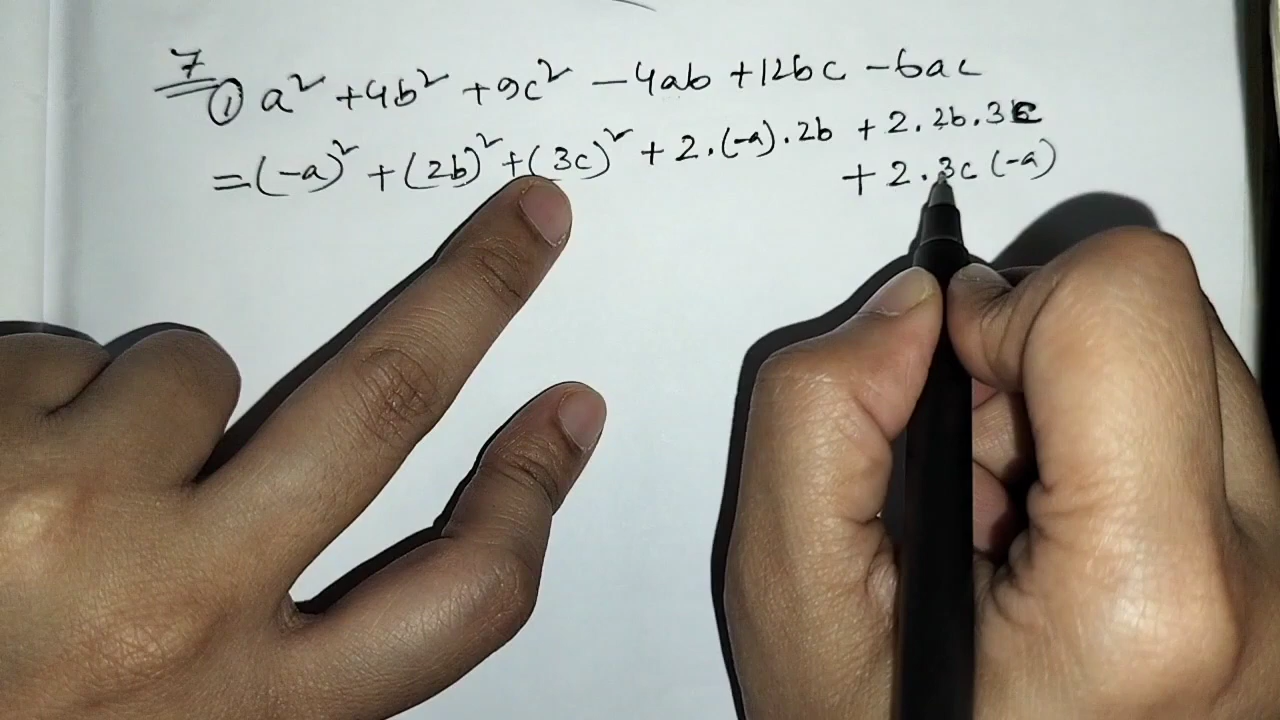 7
① a² + 4b² + 9c² − 4ab + 12bc − 6ac
= (-a)² + (2b)² + (3c)² + 2.(-a).2b + 2.2b.3c
+ 2.3c(-a)